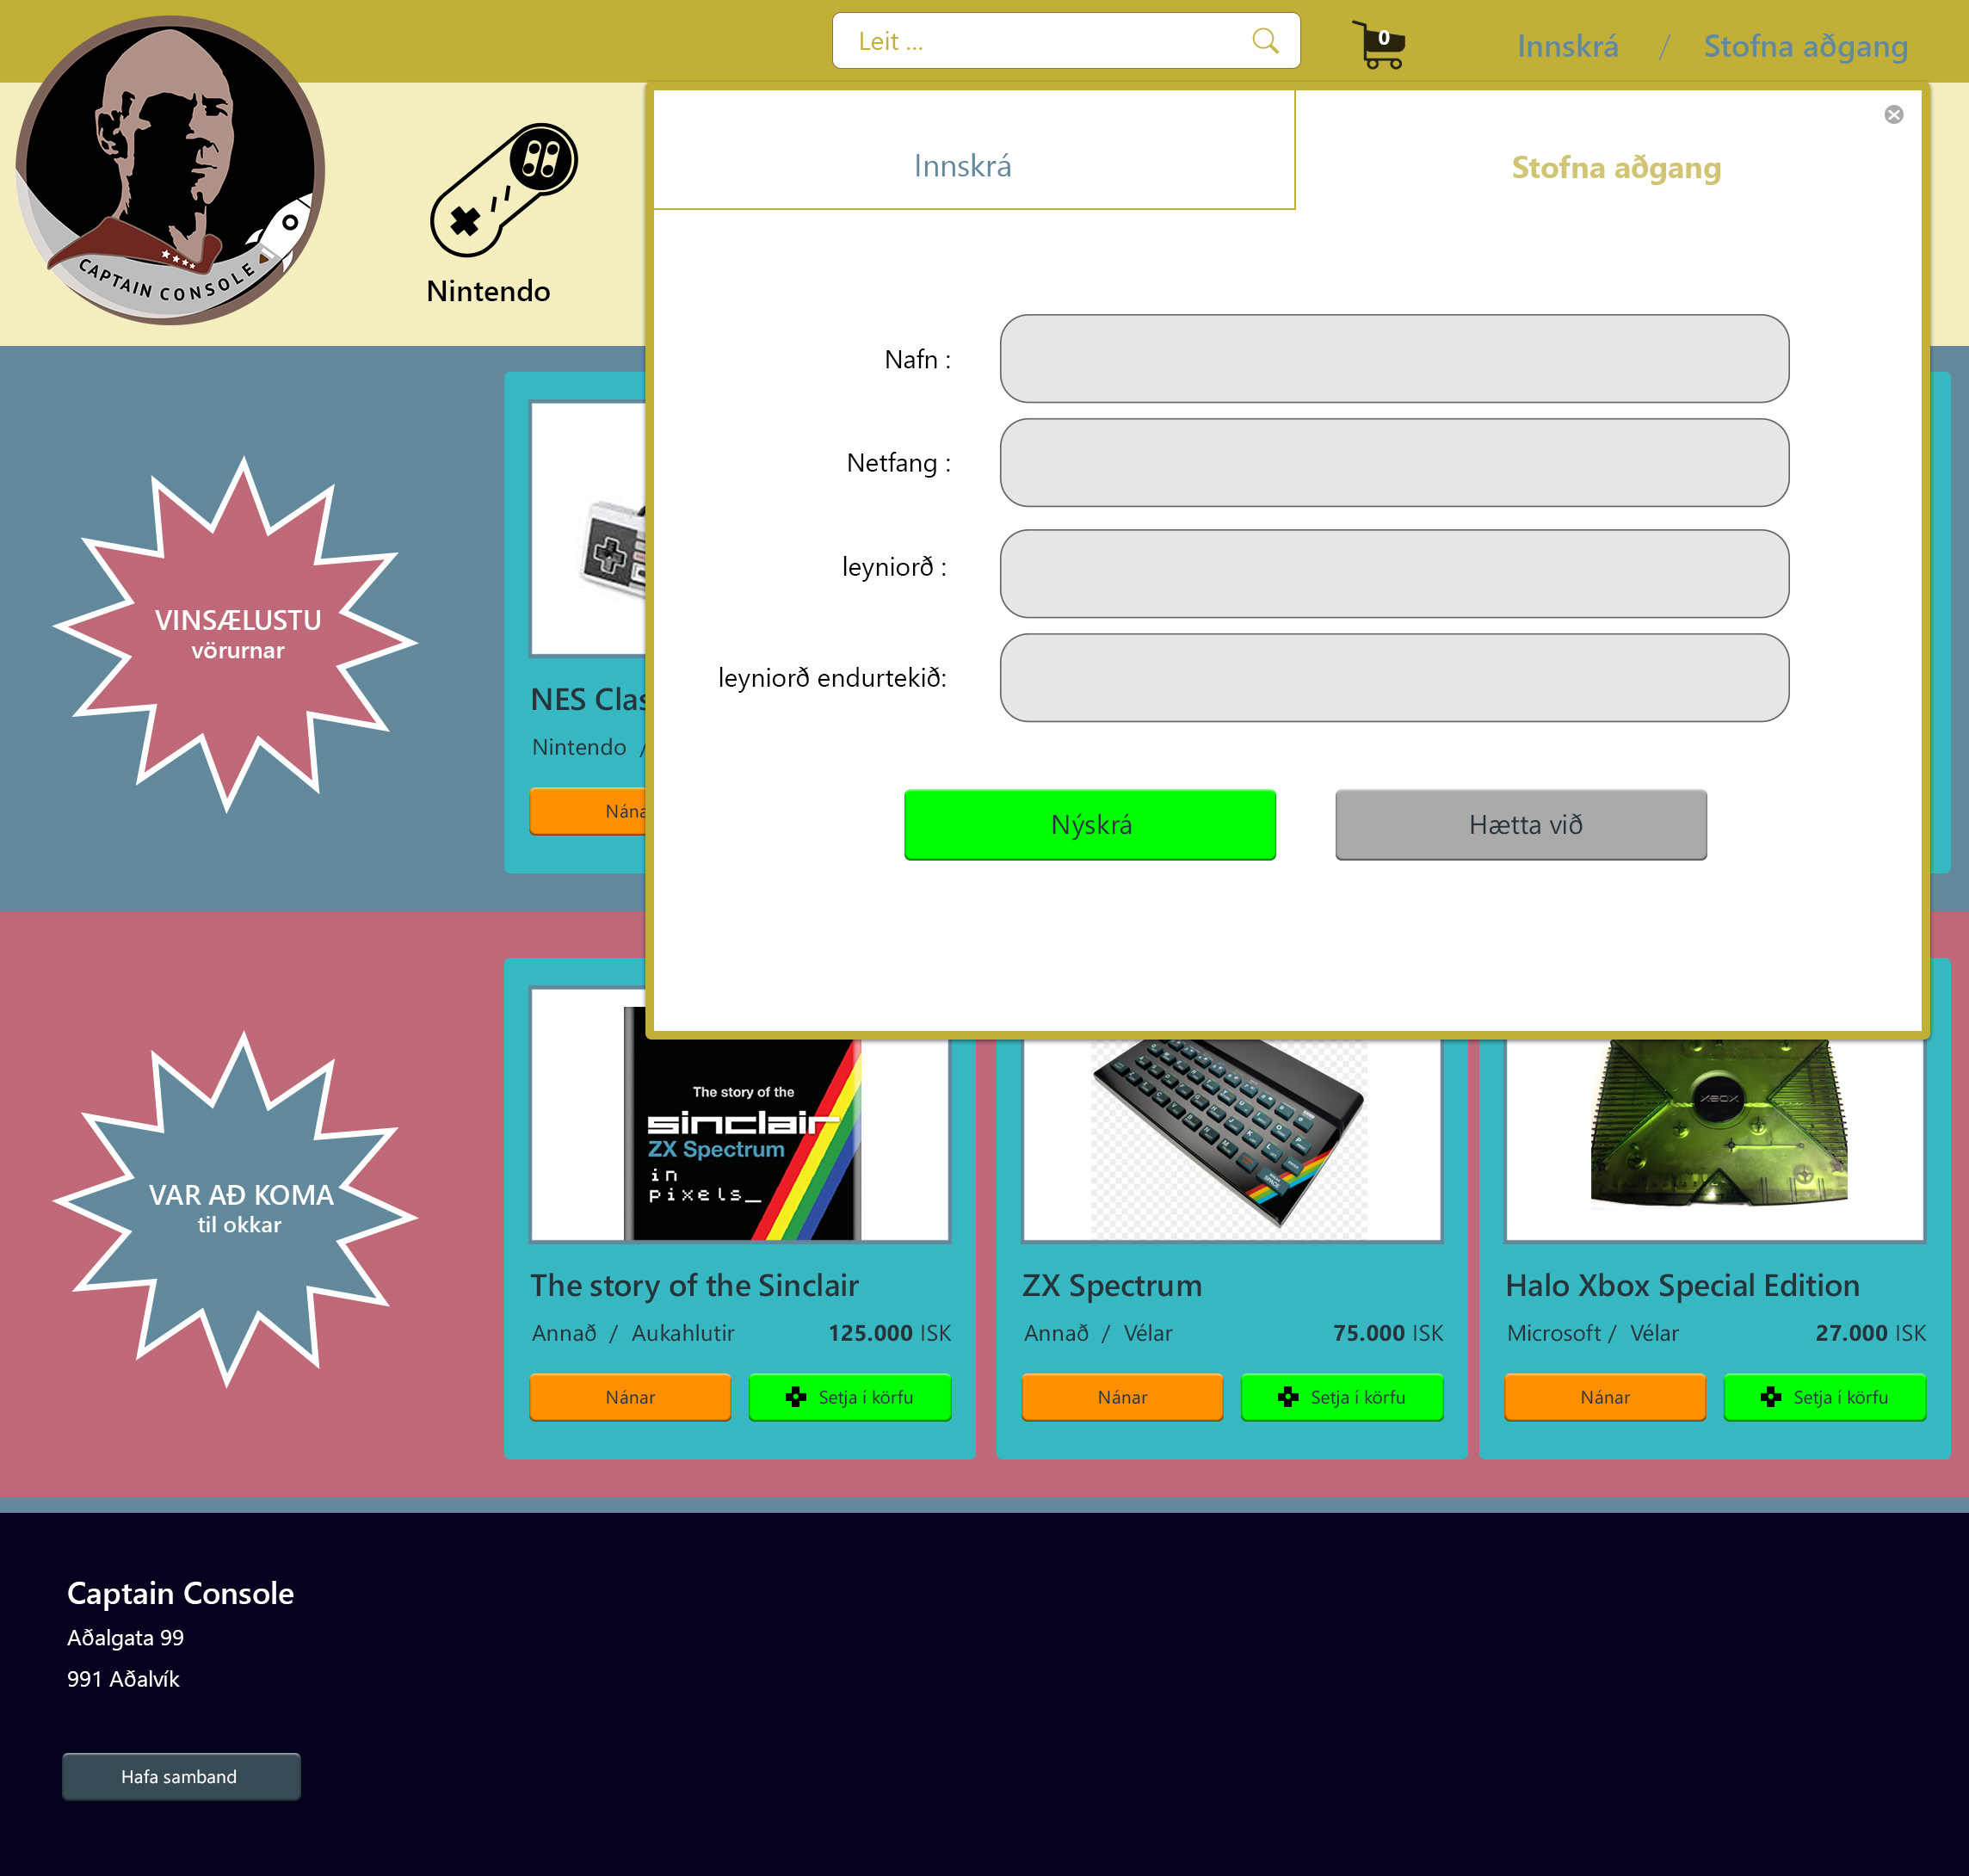 Leit ...
0
Innskrá / Stofna aðgang
CAPTAIN CONSOLE
Nintendo
Innskrá
Stofna aðgang
Nafn :
Netfang :
leyniorð :
leyniorð endurtekið:
Nýskrá
Hætta við
VINSÆLUSTU
vörurnar
NES Clas
Nintendo /
Nána
VAR AÐ KOMA
til okkar
The story of the
sinclair
ZX Spectrum
in
pixels_
XBOX
The story of the Sinclair
Annað / Aukahlutir 125.000 ISK
Nánar
Setja í körfu
ZX Spectrum
Annað / Vélar 75.000 ISK
Nánar
Setja í körfu
Halo Xbox Special Edition
Microsoft / Vélar 27.000 ISK
Nánar
Setja í körfu
Captain Console
Aðalgata 99
991 Aðalvík
Hafa samband